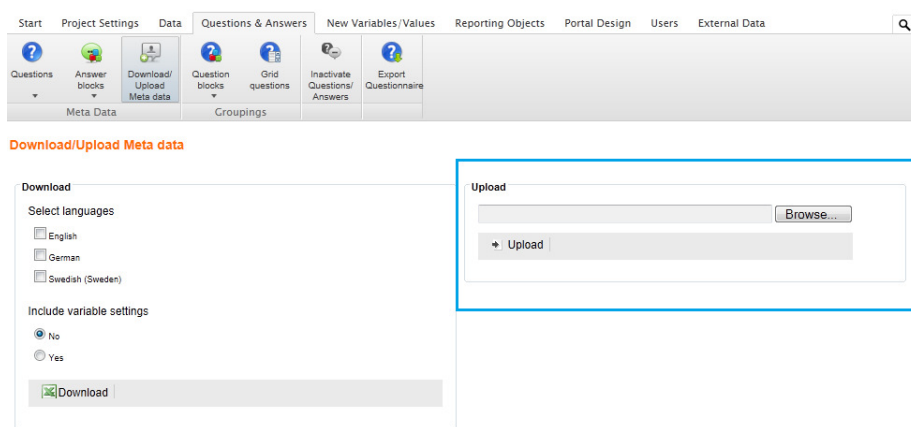 Start Project Settings Data Questions & Answers New Variables/Values Reporting Objects Portal Design Users External Data
Questions
Answer blocks
Download/ Upload Meta data
Question blocks
Grid questions
Inactivate Questions/ Answers
Export Questionnaire
Meta Data
Groupings
Download/Upload Meta data
Download
Select languages
English
German
Swedish (Sweden)
Include variable settings
No
Yes
Download
Upload
Browse...
Upload